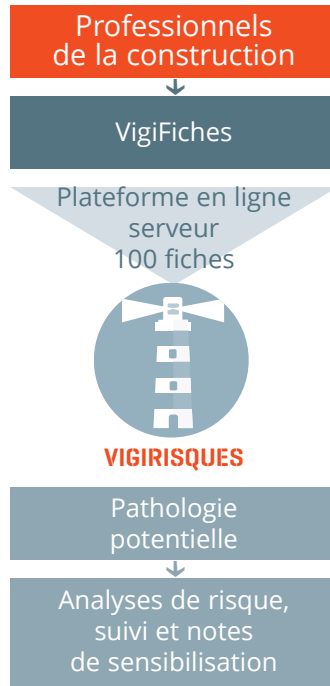 Professionnels
de la construction
VigiFiches
Plateforme en ligne
serveur
100 fiches
VIGIRISQUES
Pathologie
potentielle
Analyses de risque,
suivi et notes
de sensibilisation